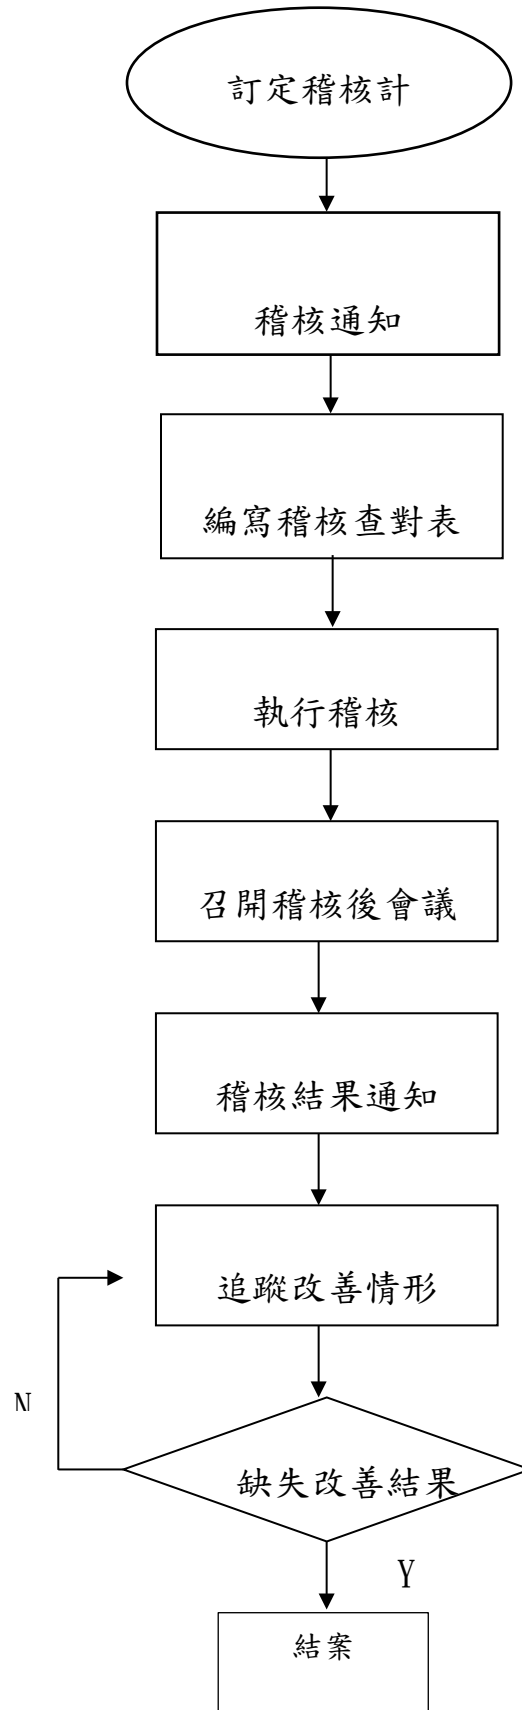 訂定稽核計
稽核通知
編寫稽核查對表
執行稽核
召開稽核後會議
稽核結果通知
追蹤改善情形
N
缺失改善結果
Y
結案